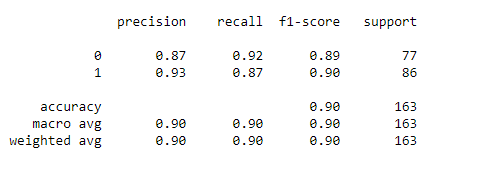 precision recall f1-score support
0 0.87 0.92 0.89 77
1 0.93 0.87 0.90 86
accuracy 0.90 163
macro avg 0.90 0.90 0.90 163
weighted avg 0.90 0.90 0.90 163